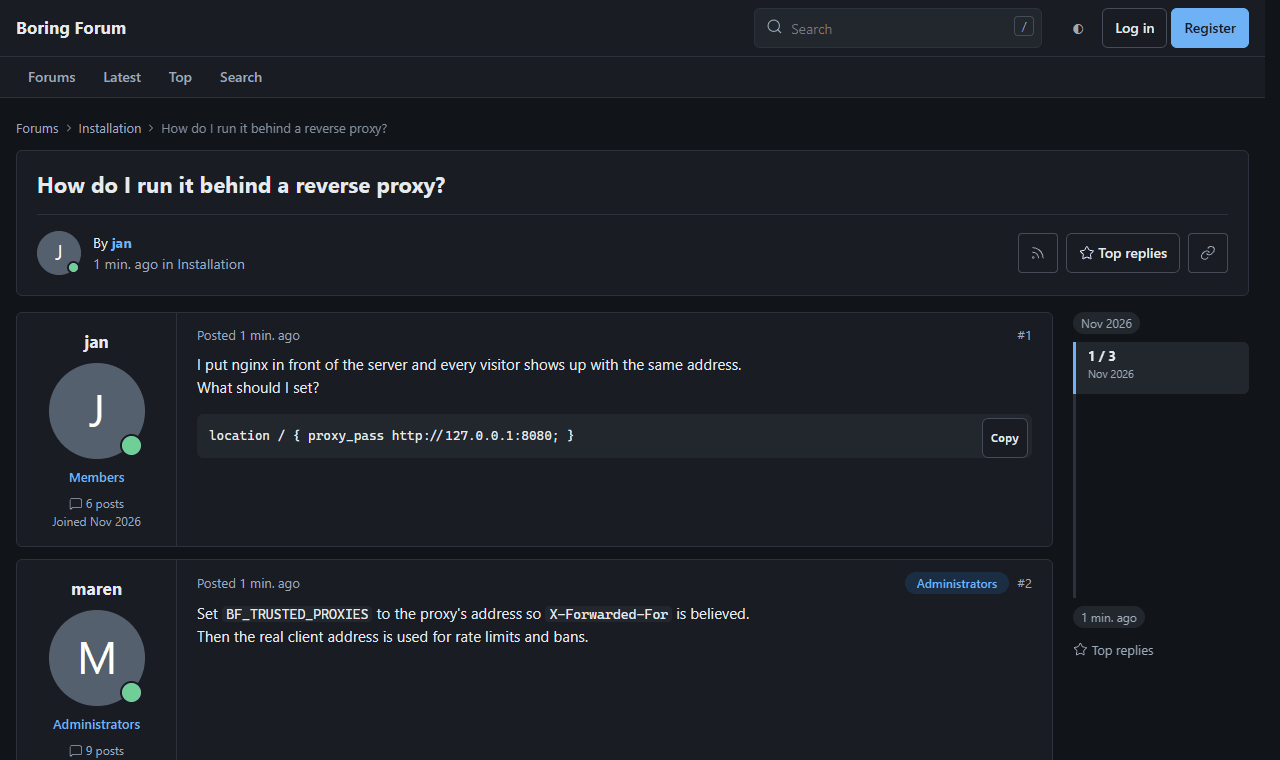 Boring Forum
Search
/
Log in
Register
Forums
Latest
Top
Search
Forums > Installation > How do I run it behind a reverse proxy?
How do I run it behind a reverse proxy?
J
By jan
1 min. ago in Installation
Top replies
jan
J
Members
6 posts
Joined Nov 2026
Posted 1 min. ago
#1
I put nginx in front of the server and every visitor shows up with the same address.
What should I set?
location / { proxy_pass http://127.0.0.1:8080; }
Copy
Nov 2026
1 / 3
Nov 2026
maren
M
Administrators
9 posts
Posted 1 min. ago
Administrators
#2
Set BF_TRUSTED_PROXIES to the proxy's address so X-Forwarded-For is believed.
Then the real client address is used for rate limits and bans.
1 min. ago
Top replies